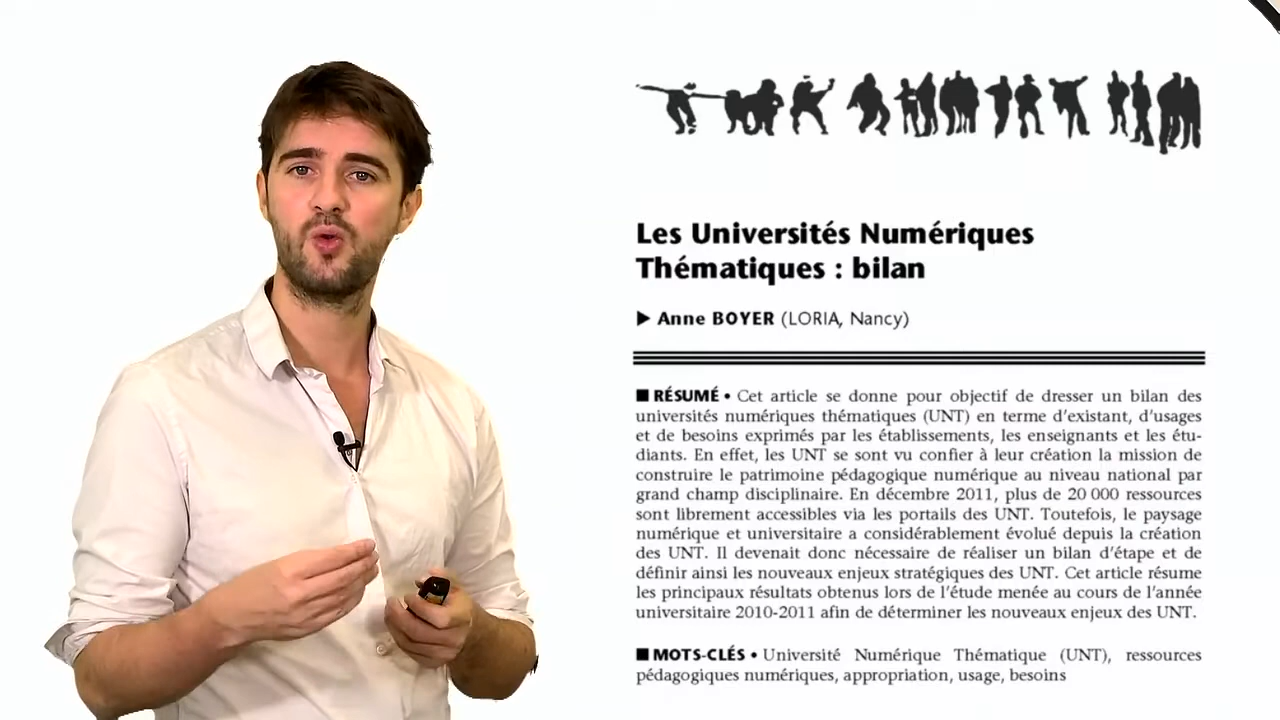 Les Universités Numériques
Thématiques : bilan
▶ Anne BOYER (LORIA, Nancy)
■ RÉSUMÉ • Cet article se donne pour objectif de dresser un bilan des
universités numériques thématiques (UNT) en terme d'existant, d'usages
et de besoins exprimés par les établissements, les enseignants et les étu-
diants. En effet, les UNT se sont vu confier à leur création la mission de
construire le patrimoine pédagogique numérique au niveau national par
grand champ disciplinaire. En décembre 2011, plus de 20 000 ressources
sont librement accessibles via les portails des UNT. Toutefois, le paysage
numérique et universitaire a considérablement évolué depuis la création
des UNT. Il devenait donc nécessaire de réaliser un bilan d'étape et de
définir ainsi les nouveaux enjeux stratégiques des UNT. Cet article résume
les principaux résultats obtenus lors de l'étude menée au cours de l'année
universitaire 2010-2011 afin de déterminer les nouveaux enjeux des UNT.
■ MOTS-CLÉS • Université Numérique Thématique (UNT), ressources
pédagogiques numériques, appropriation, usage, besoins